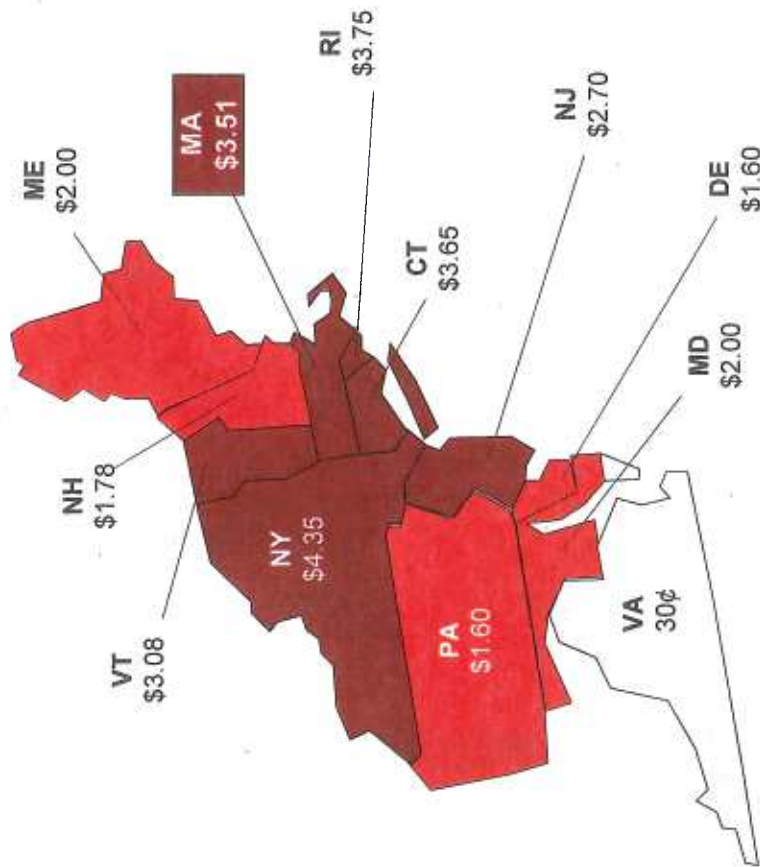 ME
$2.00
MA
$3.51
RI
$3.75
NH
$1.78
VT
$3.08
NY
$4.35
CT
$3.65
NJ
$2.70
PA
$1.60
DE
$1.60
MD
$2.00
VA
30¢